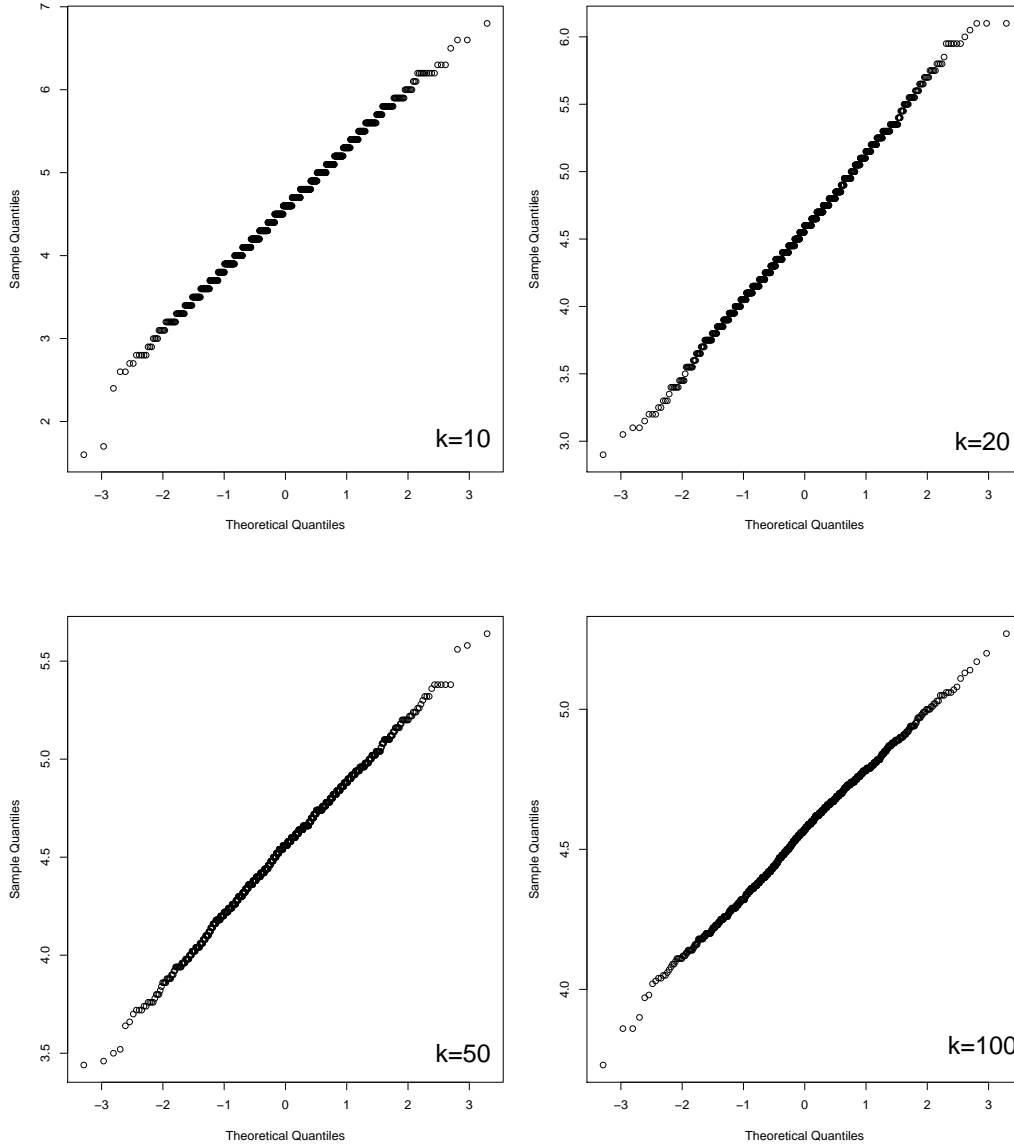 7
6
5
4
3
2
Sample Quantiles
k=10
−3 −2 −1 0 1 2 3
Theoretical Quantiles
6.0
5.5
5.0
4.5
4.0
3.5
3.0
Sample Quantiles
k=20
−3 −2 −1 0 1 2 3
Theoretical Quantiles
5.5
5.0
4.5
4.0
3.5
Sample Quantiles
k=50
−3 −2 −1 0 1 2 3
Theoretical Quantiles
5.0
4.5
4.0
Sample Quantiles
k=100
−3 −2 −1 0 1 2 3
Theoretical Quantiles